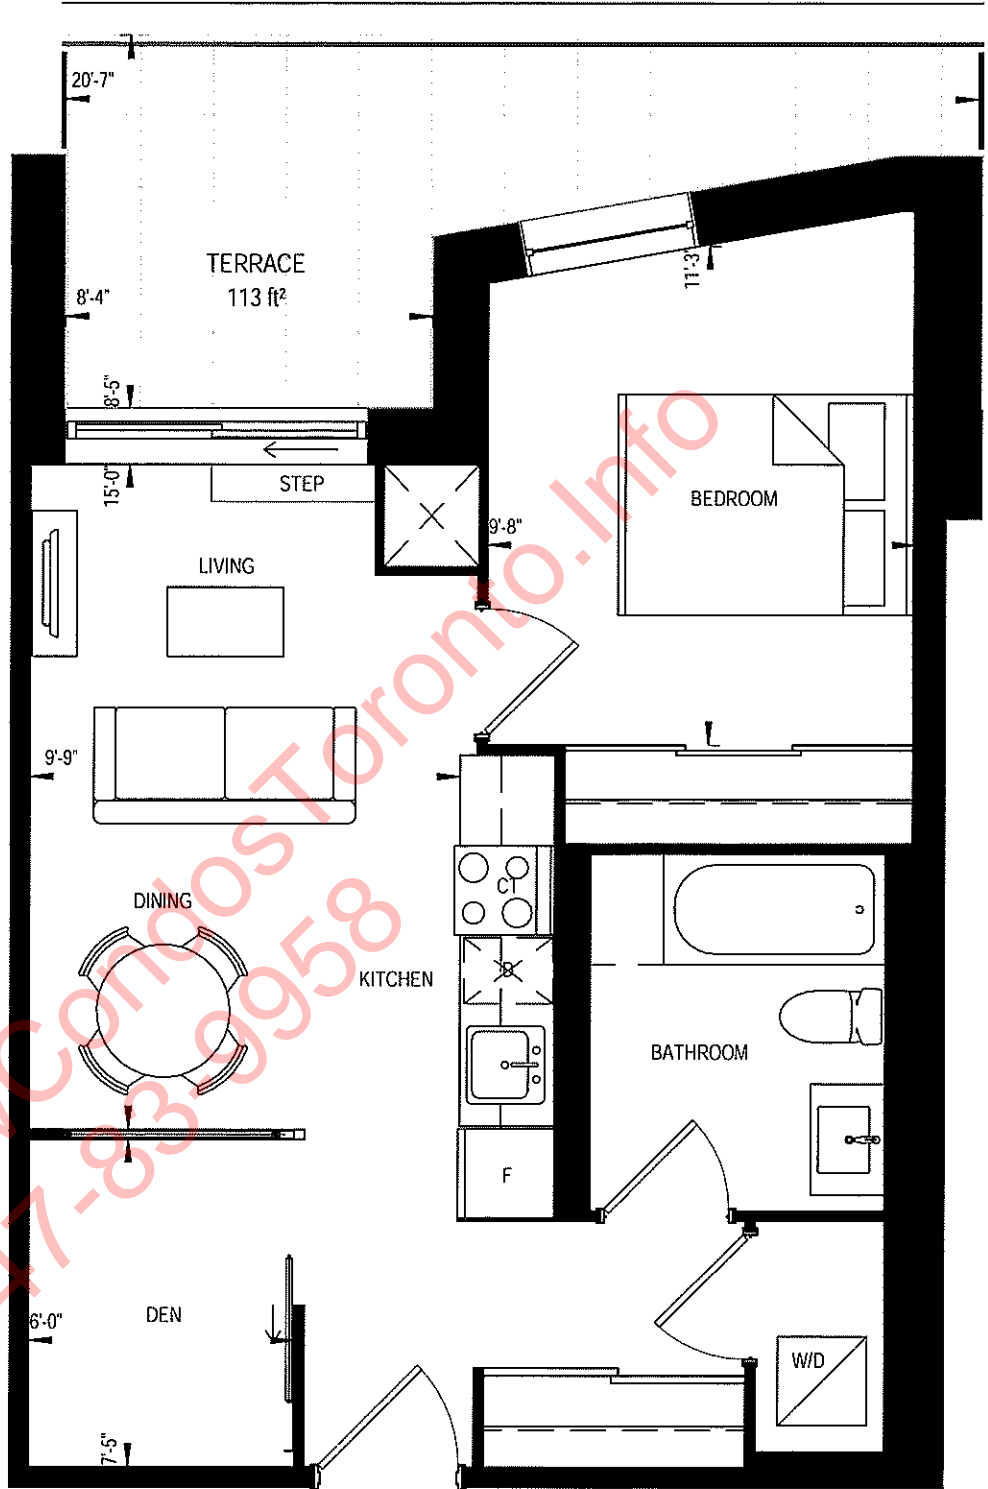 20'-7"
TERRACE
113 ft²
8'-4"
11'-3"
8'-5"
15'-0"
STEP
BEDROOM
9'-8"
LIVING
9'-9"
CT
DINING
D
KITCHEN
BATHROOM
F
DEN
6'-0"
W/D
7'-5"
CondosToronto.Info
47-83-9958